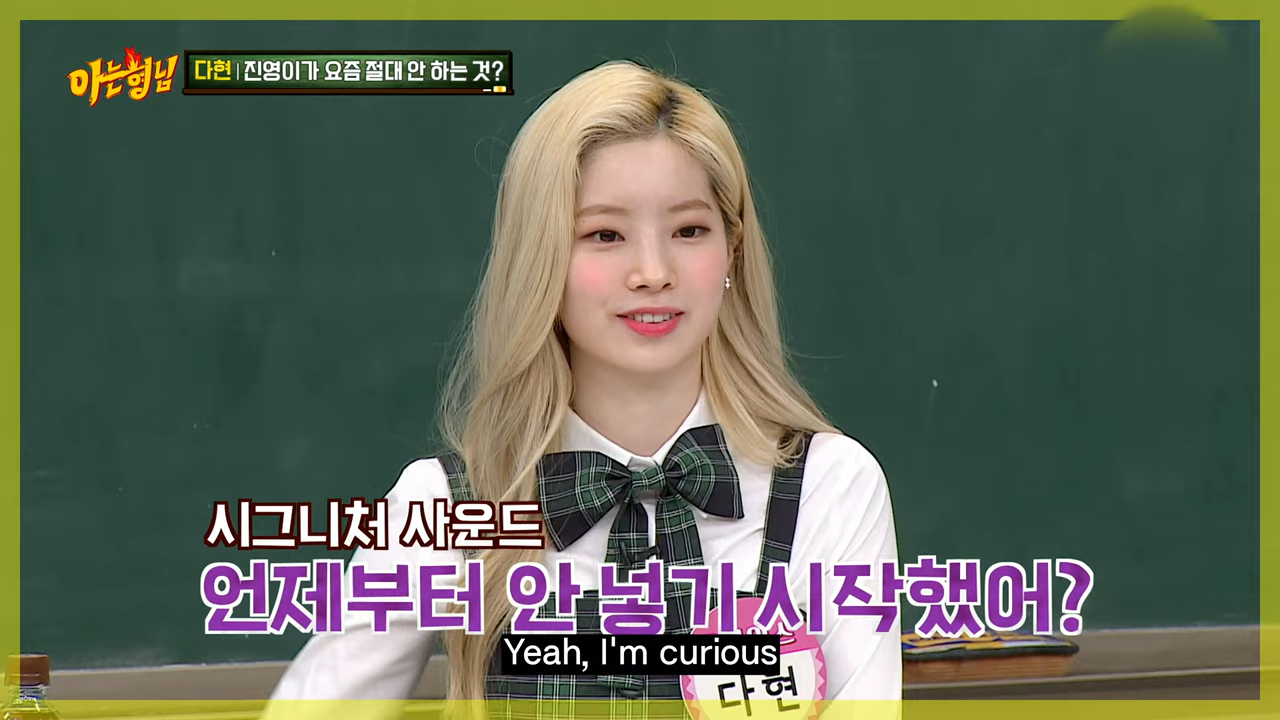 아는형님
다현 | 진영이가 요즘 절대 안 하는 것?
시그니처 사운드
언제부터 안 넣기 시작했어?
Yeah, I'm curious
다현